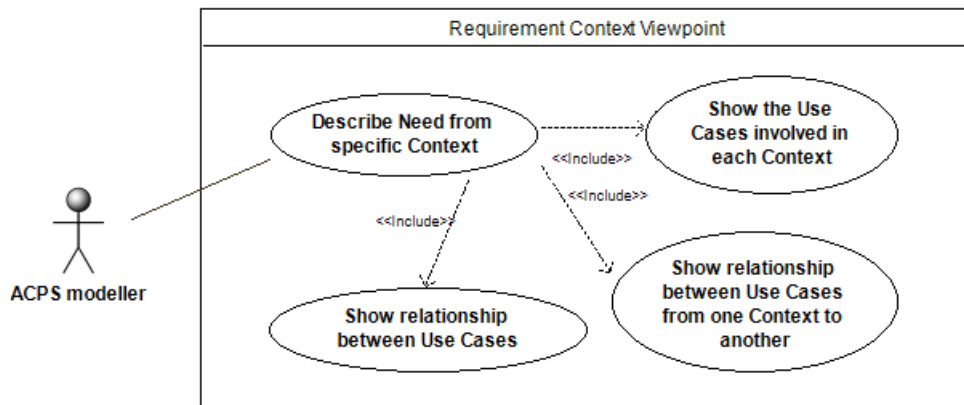 Requirement Context Viewpoint
Describe Need from
specific Context
Show the Use
Cases involved in
each Context
<<Include>>
<<Include>>
<<Include>>
ACPS modeller
Show relationship
between Use Cases
Show relationship
between Use Cases
from one Context to
another